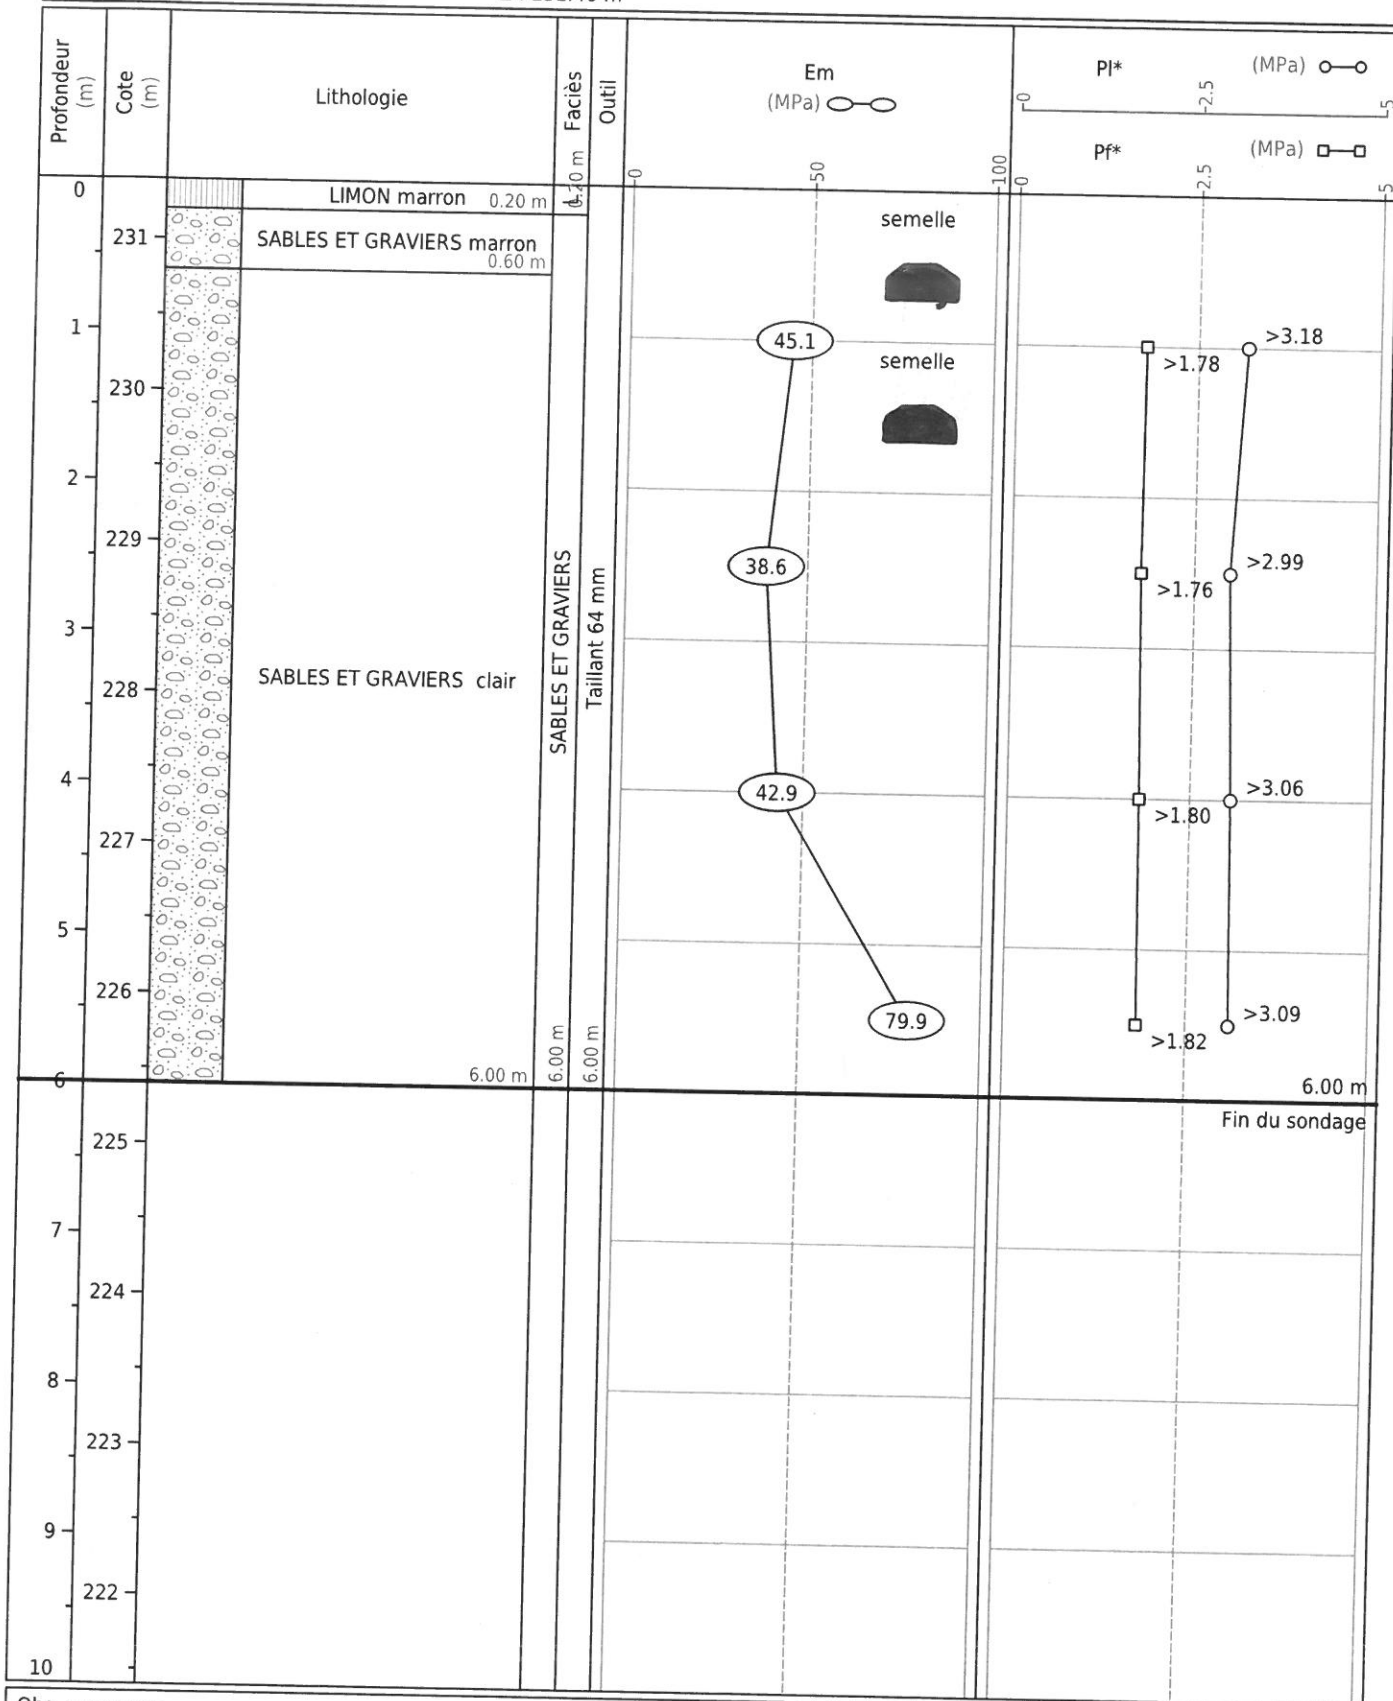 Profondeur
(m)
Cote
(m)
Lithologie
Faciès
Outil
Em
(MPa)
0
50
100
Pl*
(MPa)
0
2.5
5
Pf*
(MPa)
0
2.5
5
0
LIMON marron 0.20 m
0.20 m
L
231
SABLES ET GRAVIERS marron
0.60 m
semelle
1
45.1
>3.18
>1.78
semelle
230
2
229
38.6
>2.99
>1.76
3
228
SABLES ET GRAVIERS clair
SABLES ET GRAVIERS
Taillant 64 mm
4
42.9
>3.06
>1.80
227
5
226
79.9
>3.09
>1.82
6
6.00 m
6.00 m
6.00 m
6.00 m
Fin du sondage
225
7
224
8
223
9
222
10